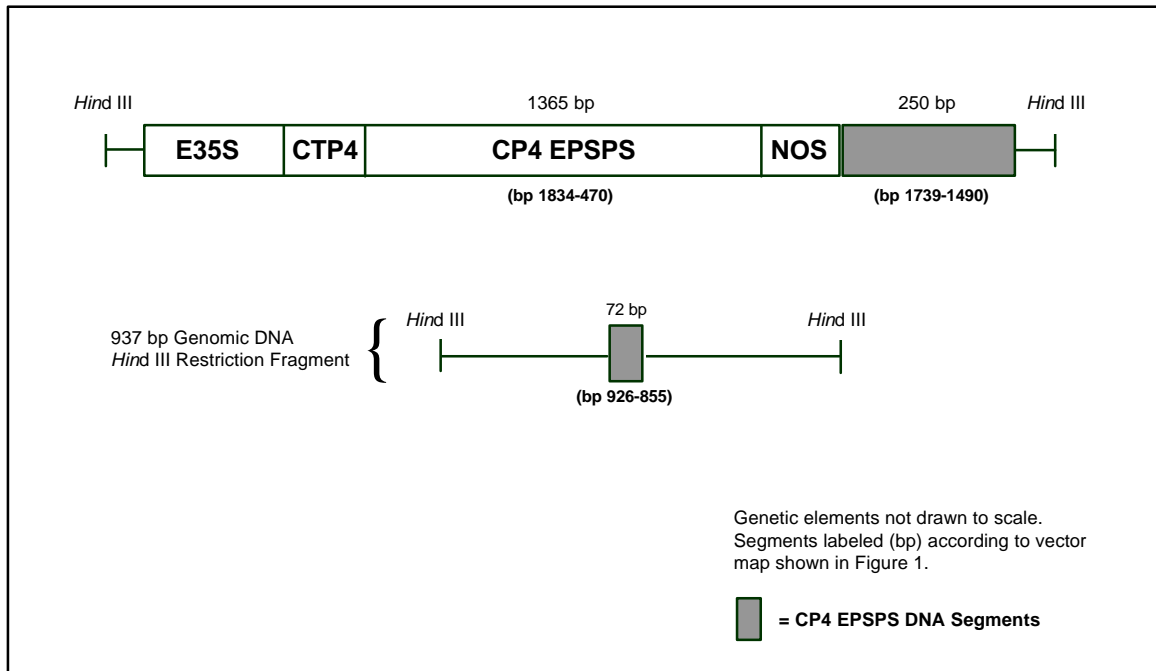 Hind III
1365 bp
250 bp
Hind III
E35S
CTP4
CP4 EPSPS
NOS
(bp 1834-470)
(bp 1739-1490)
937 bp Genomic DNA
Hind III Restriction Fragment
{
Hind III
72 bp
Hind III
(bp 926-855)
Genetic elements not drawn to scale.
Segments labeled (bp) according to vector
map shown in Figure 1.
= CP4 EPSPS DNA Segments